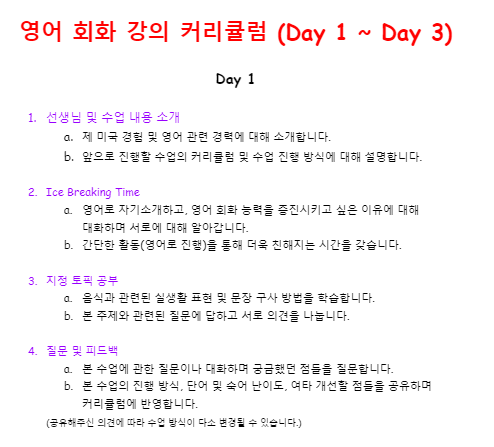 영어 회화 강의 커리큘럼 (Day 1 ~ Day 3)
Day 1
1. 선생님 및 수업 내용 소개
a. 제 미국 경험 및 영어 관련 경력에 대해 소개합니다.
b. 앞으로 진행할 수업의 커리큘럼 및 수업 진행 방식에 대해 설명합니다.
2. Ice Breaking Time
a. 영어로 자기소개하고, 영어 회화 능력을 증진시키고 싶은 이유에 대해
대화하며 서로에 대해 알아갑니다.
b. 간단한 활동(영어로 진행)을 통해 더욱 친해지는 시간을 갖습니다.
3. 지정 토픽 공부
a. 음식과 관련된 실생활 표현 및 문장 구사 방법을 학습합니다.
b. 본 주제와 관련된 질문에 답하고 서로 의견을 나눕니다.
4. 질문 및 피드백
a. 본 수업에 관한 질문이나 대화하며 궁금했던 점들을 질문합니다.
b. 본 수업의 진행 방식, 단어 및 숙어 난이도, 여타 개선할 점들을 공유하며
커리큘럼에 반영합니다.
(공유해주신 의견에 따라 수업 방식이 다소 변경될 수 있습니다.)